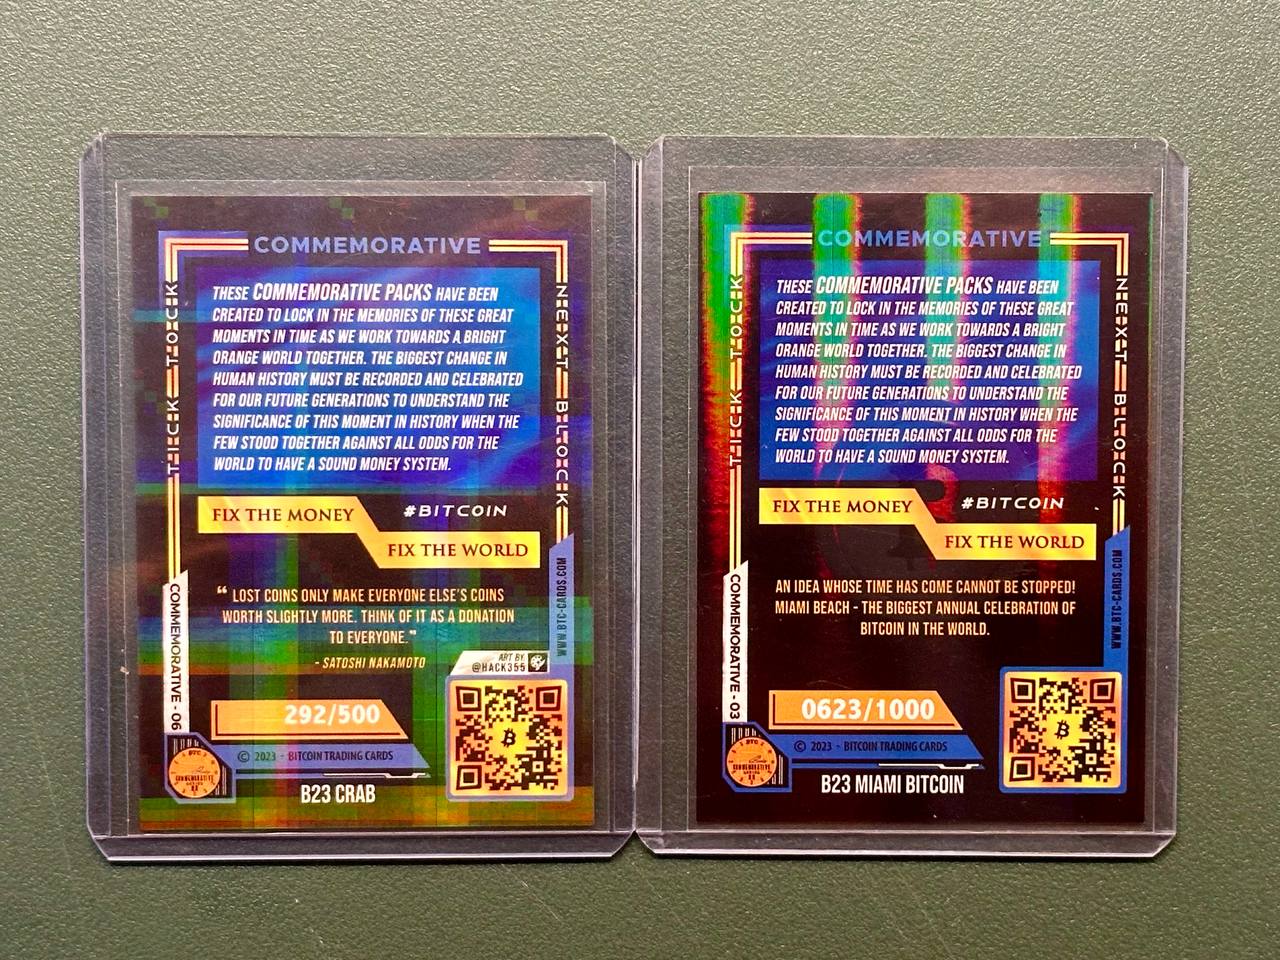 COMMEMORATIVE
TICK TOCK
NEXT BLOCK
THESE COMMEMORATIVE PACKS HAVE BEEN
CREATED TO LOCK IN THE MEMORIES OF THESE GREAT
MOMENTS IN TIME AS WE WORK TOWARDS A BRIGHT
ORANGE WORLD TOGETHER. THE BIGGEST CHANGE IN
HUMAN HISTORY MUST BE RECORDED AND CELEBRATED
FOR OUR FUTURE GENERATIONS TO UNDERSTAND THE
SIGNIFICANCE OF THIS MOMENT IN HISTORY WHEN THE
FEW STOOD TOGETHER AGAINST ALL ODDS FOR THE
WORLD TO HAVE A SOUND MONEY SYSTEM.
FIX THE MONEY
#BITCOIN
FIX THE WORLD
“ LOST COINS ONLY MAKE EVERYONE ELSE'S COINS
WORTH SLIGHTLY MORE. THINK OF IT AS A DONATION
TO EVERYONE.”
- SATOSHI NAKAMOTO
WWW.BTC-CARDS.COM
ART BY
@HACK355
COMMEMORATIVE - 06
292/500
© 2023 - BITCOIN TRADING CARDS
B23 CRAB
COMMEMORATIVE
TICK TOCK
NEXT BLOCK
THESE COMMEMORATIVE PACKS HAVE BEEN
CREATED TO LOCK IN THE MEMORIES OF THESE GREAT
MOMENTS IN TIME AS WE WORK TOWARDS A BRIGHT
ORANGE WORLD TOGETHER. THE BIGGEST CHANGE IN
HUMAN HISTORY MUST BE RECORDED AND CELEBRATED
FOR OUR FUTURE GENERATIONS TO UNDERSTAND THE
SIGNIFICANCE OF THIS MOMENT IN HISTORY WHEN THE
FEW STOOD TOGETHER AGAINST ALL ODDS FOR THE
WORLD TO HAVE A SOUND MONEY SYSTEM.
FIX THE MONEY
#BITCOIN
FIX THE WORLD
AN IDEA WHOSE TIME HAS COME CANNOT BE STOPPED!
MIAMI BEACH - THE BIGGEST ANNUAL CELEBRATION OF
BITCOIN IN THE WORLD.
WWW.BTC-CARDS.COM
COMMEMORATIVE - 03
0623/1000
© 2023 - BITCOIN TRADING CARDS
B23 MIAMI BITCOIN